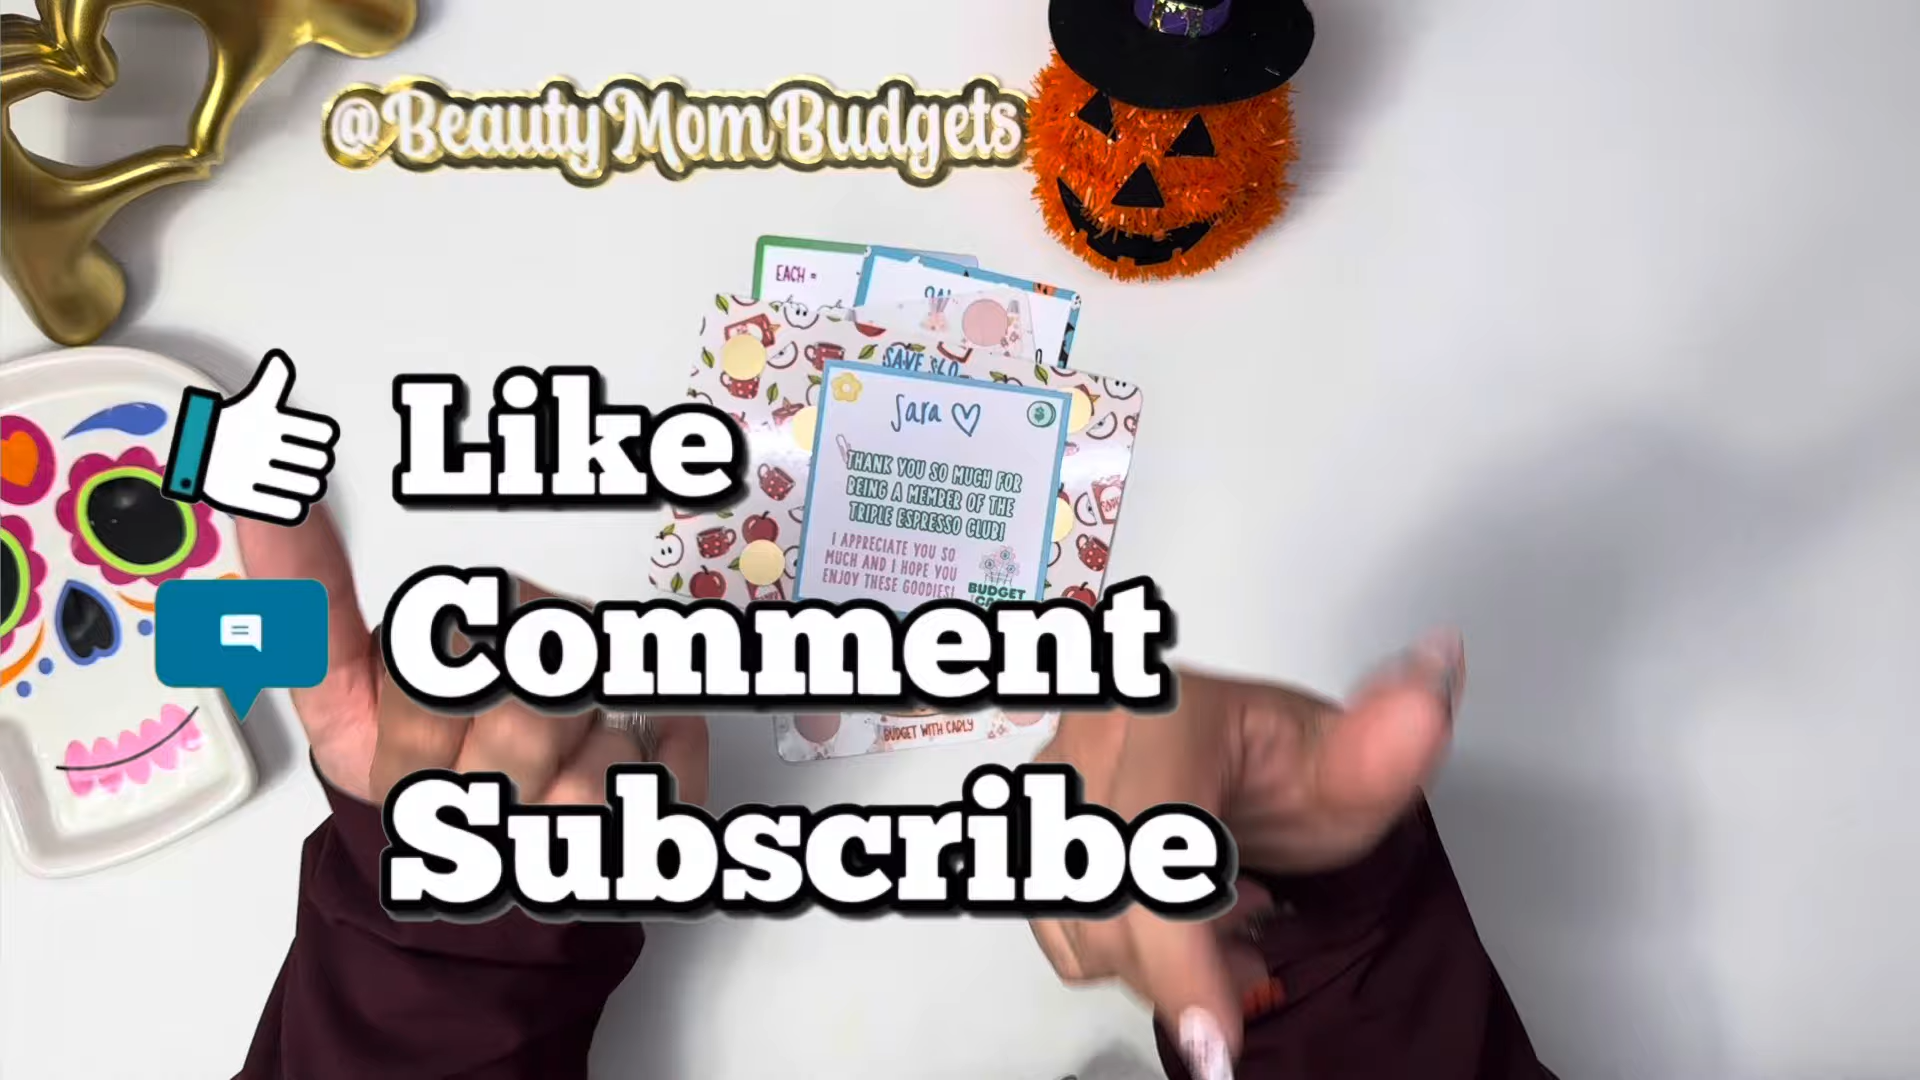 @BeautyMomBudgets
EACH =
SAVE $60
Sara
THANK YOU SO MUCH FOR
BEING A MEMBER OF THE
TRIPLE ESPRESSO CLUB!
I APPRECIATE YOU SO
MUCH AND I HOPE YOU
ENJOY THESE GOODIES!
BUDGET
BUDGET WITH CARLY
Like
Comment
Subscribe